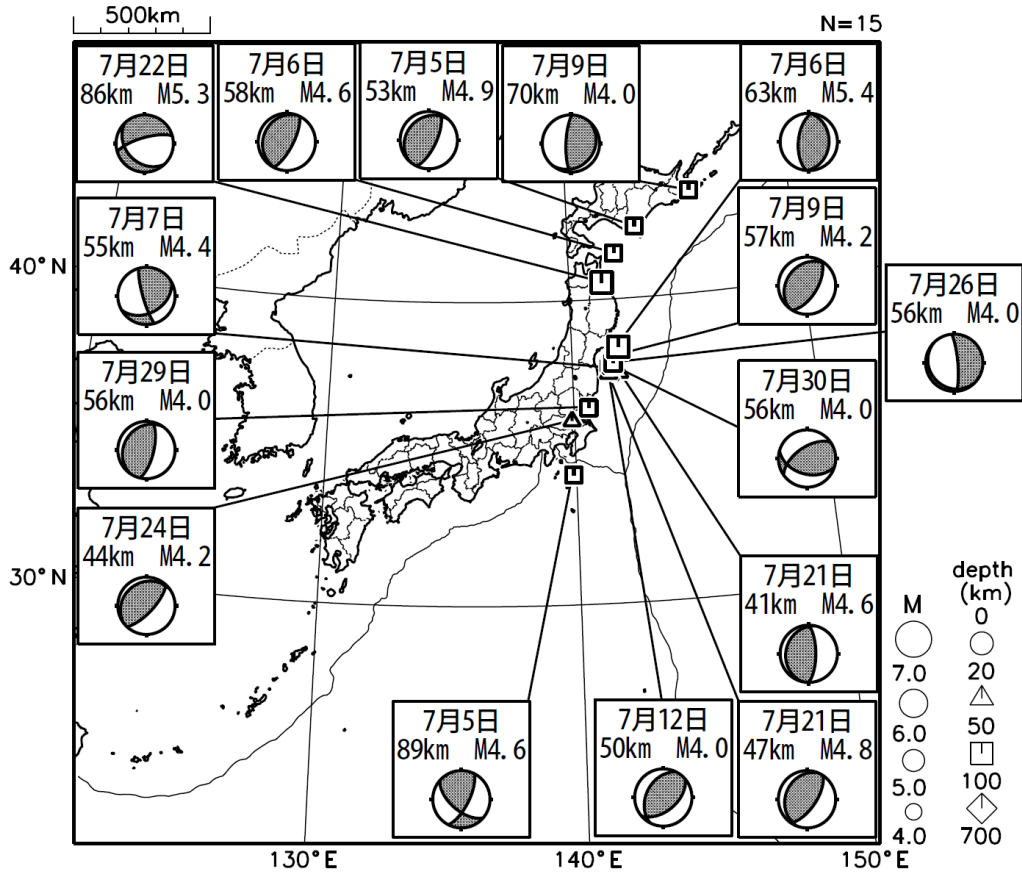 500km
N=15
7月22日
86km M5.3
7月6日
58km M4.6
7月5日
53km M4.9
7月9日
70km M4.0
7月6日
63km M5.4
7月7日
55km M4.4
7月9日
57km M4.2
7月26日
56km M4.0
7月29日
56km M4.0
7月30日
56km M4.0
7月24日
44km M4.2
7月21日
41km M4.6
7月5日
89km M4.6
7月12日
50km M4.0
7月21日
47km M4.8
40°N
30°N
130°E
140°E
150°E
M
7.0
6.0
5.0
4.0
depth
(km)
0
20
50
100
700